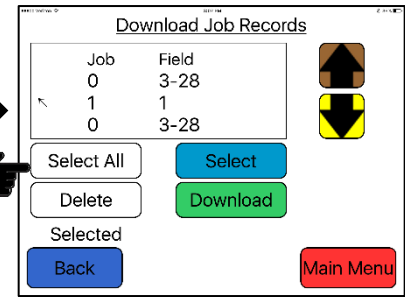 Download Job Records
Job Field
0 3-28
1 1
0 3-28
Select All Select
Delete Download
Selected
Back Main Menu